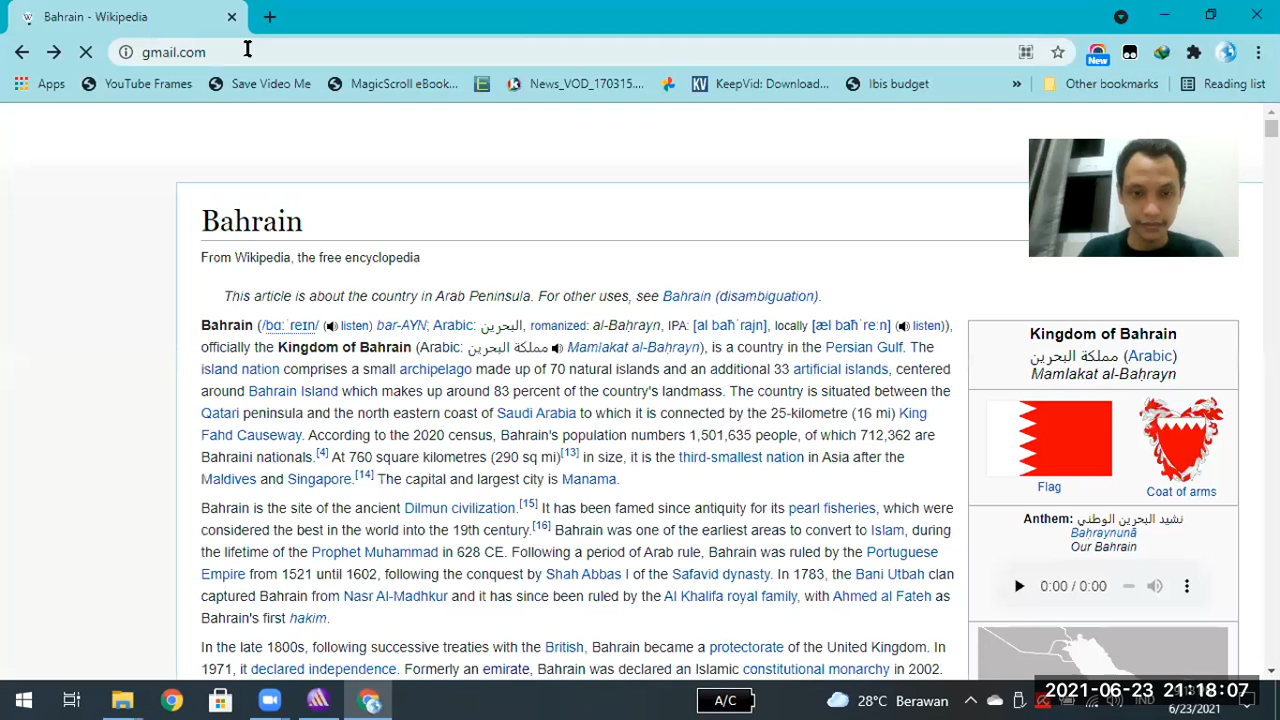 Bahrain - Wikipedia
gmail.com
New
Apps YouTube Frames Save Video Me MagicScroll eBook... News_VOD_170315.... KeepVid: Download... Ibis budget » Other bookmarks Reading list
Bahrain
From Wikipedia, the free encyclopedia
This article is about the country in Arab Peninsula. For other uses, see Bahrain (disambiguation).
Bahrain (/bɑːˈreɪn/ (listen) bar-AYN; Arabic: البحرين, romanized: al-Baḥrayn, IPA: [al baħˈrajn], locally [æl baħˈreːn] (listen)),
officially the Kingdom of Bahrain (Arabic: مملكة البحرين Mamlakat al-Baḥrayn), is a country in the Persian Gulf. The
island nation comprises a small archipelago made up of 70 natural islands and an additional 33 artificial islands, centered
around Bahrain Island which makes up around 83 percent of the country's landmass. The country is situated between the
Qatari peninsula and the north eastern coast of Saudi Arabia to which it is connected by the 25-kilometre (16 mi) King
Fahd Causeway. According to the 2020 census, Bahrain's population numbers 1,501,635 people, of which 712,362 are
Bahraini nationals.[4] At 760 square kilometres (290 sq mi)[13] in size, it is the third-smallest nation in Asia after the
Maldives and Singapore.[14] The capital and largest city is Manama.
Bahrain is the site of the ancient Dilmun civilization.[15] It has been famed since antiquity for its pearl fisheries, which were
considered the best in the world into the 19th century.[16] Bahrain was one of the earliest areas to convert to Islam, during
the lifetime of the Prophet Muhammad in 628 CE. Following a period of Arab rule, Bahrain was ruled by the Portuguese
Empire from 1521 until 1602, following the conquest by Shah Abbas I of the Safavid dynasty. In 1783, the Bani Utbah clan
captured Bahrain from Nasr Al-Madhkur and it has since been ruled by the Al Khalifa royal family, with Ahmed al Fateh as
Bahrain's first hakim.
In the late 1800s, following successive treaties with the British, Bahrain became a protectorate of the United Kingdom. In
1971, it declared independence. Formerly an emirate, Bahrain was declared an Islamic constitutional monarchy in 2002.
Kingdom of Bahrain
مملكة البحرين (Arabic)
Mamlakat al-Baḥrayn
Flag
Coat of arms
Anthem: نشيد البحرين الوطني
Baḥraynunā
Our Bahrain
0:00 / 0:00
A/C
28°C Berawan
IND
2021-06-23 21:18:07
6/23/2021